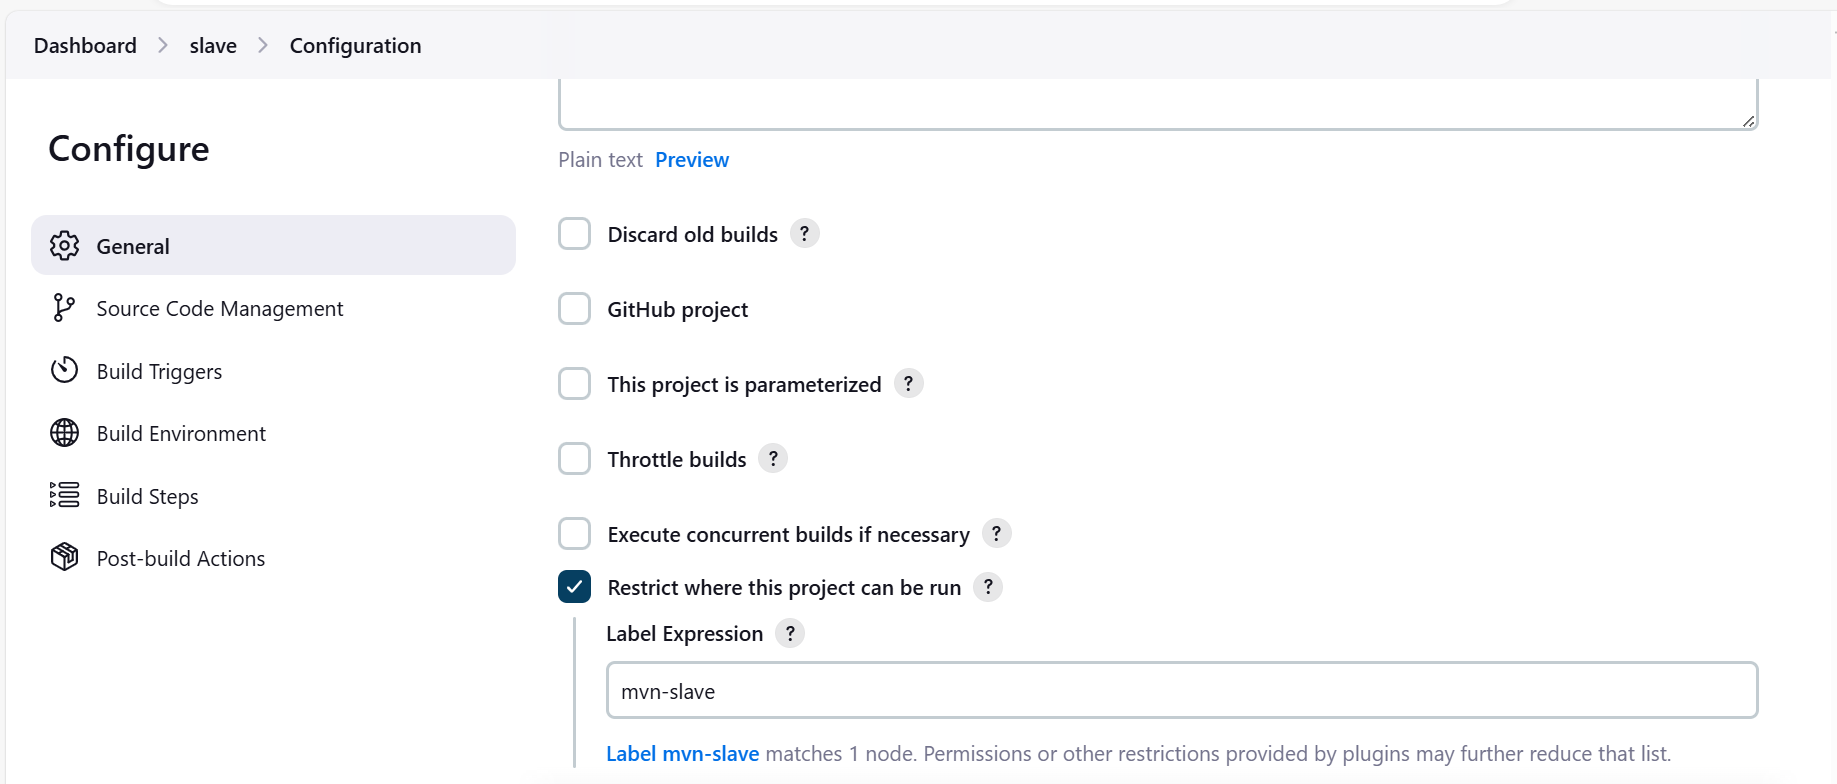 Dashboard > slave > Configuration
Configure
General
Source Code Management
Build Triggers
Build Environment
Build Steps
Post-build Actions
Plain text Preview
Discard old builds ?
GitHub project
This project is parameterized ?
Throttle builds ?
Execute concurrent builds if necessary ?
Restrict where this project can be run ?
Label Expression ?
mvn-slave
Label mvn-slave matches 1 node. Permissions or other restrictions provided by plugins may further reduce that list.